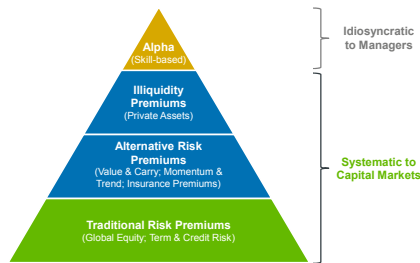 Alpha
(Skill-based)
Idiosyncratic
to Managers
Illiquidity
Premiums
(Private Assets)
Alternative Risk
Premiums
(Value & Carry; Momentum &
Trend; Insurance Premiums)
Systematic to
Capital Markets
Traditional Risk Premiums
(Global Equity; Term & Credit Risk)